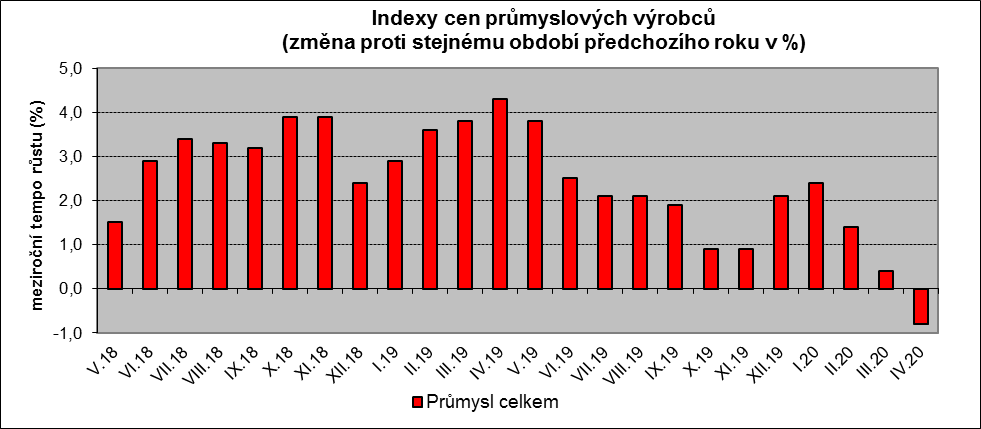 Indexy cen průmyslových výrobců
(změna proti stejnému období předchozího roku v %)
meziroční tempo růstu (%)
5,0
4,0
3,0
2,0
1,0
0,0
-1,0
V.18
VI.18
VII.18
VIII.18
IX.18
X.18
XI.18
XII.18
I.19
II.19
III.19
IV.19
V.19
VI.19
VII.19
VIII.19
IX.19
X.19
XI.19
XII.19
I.20
II.20
III.20
IV.20
Průmysl celkem